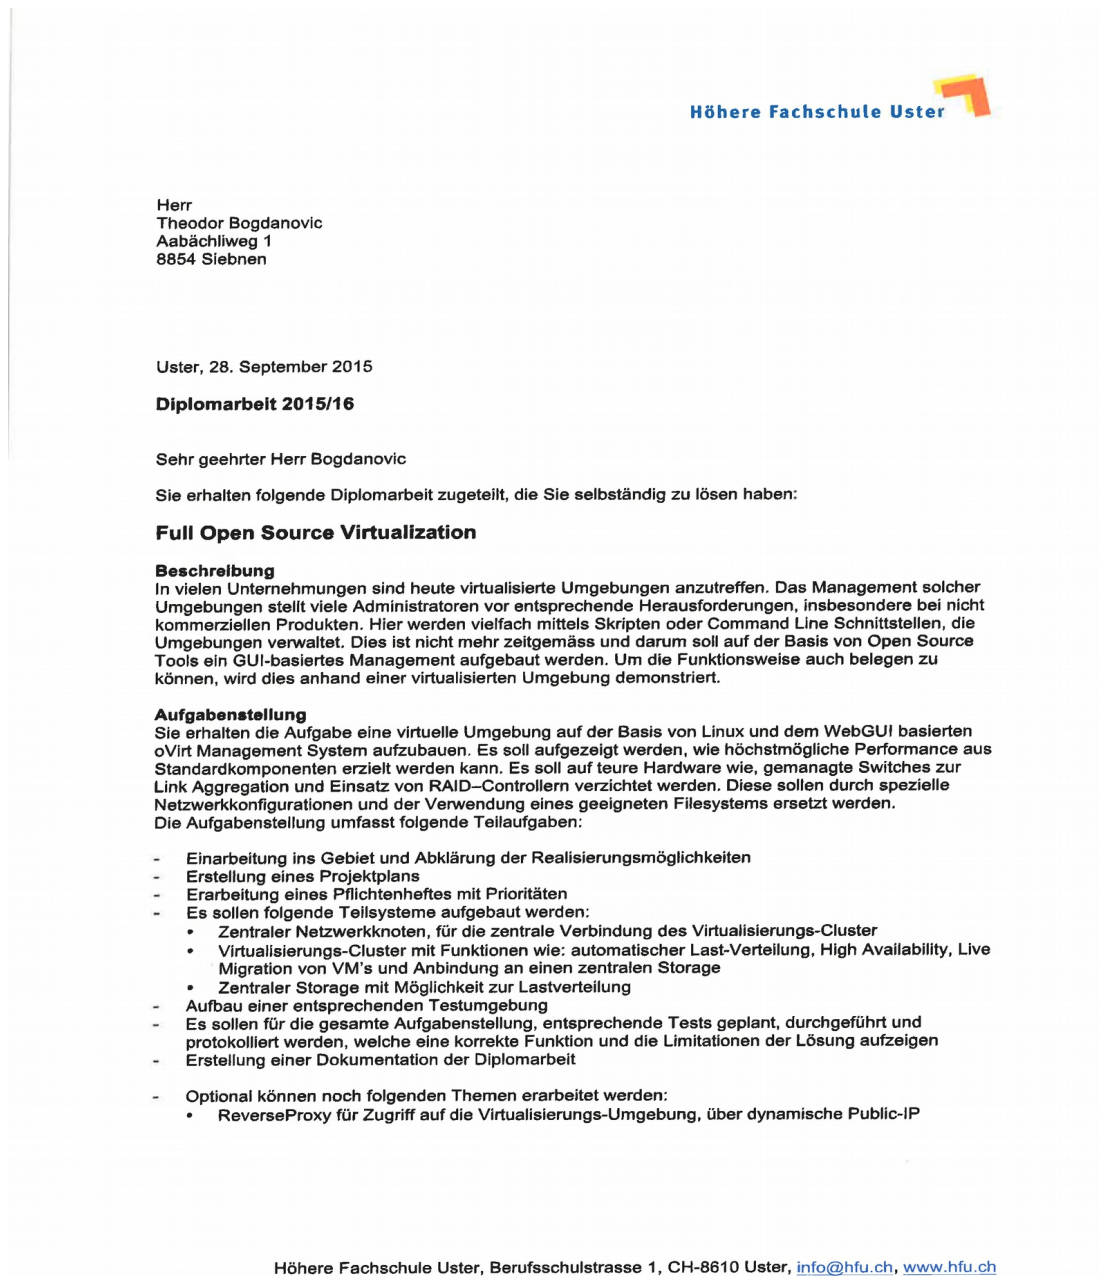 Höhere Fachschule Uster
Herr
Theodor Bogdanovic
Aabächliweg 1
8854 Siebnen
Uster, 28. September 2015
Diplomarbeit 2015/16
Sehr geehrter Herr Bogdanovic
Sie erhalten folgende Diplomarbeit zugeteilt, die Sie selbständig zu lösen haben:
Full Open Source Virtualization
Beschreibung
In vielen Unternehmungen sind heute virtualisierte Umgebungen anzutreffen. Das Management solcher
Umgebungen stellt viele Administratoren vor entsprechende Herausforderungen, insbesondere bei nicht
kommerziellen Produkten. Hier werden vielfach mittels Skripten oder Command Line Schnittstellen, die
Umgebungen verwaltet. Dies ist nicht mehr zeitgemäss und darum soll auf der Basis von Open Source
Tools ein GUI-basiertes Management aufgebaut werden. Um die Funktionsweise auch belegen zu
können, wird dies anhand einer virtualisierten Umgebung demonstriert.
Aufgabenstellung
Sie erhalten die Aufgabe eine virtuelle Umgebung auf der Basis von Linux und dem WebGUI basierten
oVirt Management System aufzubauen. Es soll aufgezeigt werden, wie höchstmögliche Performance aus
Standardkomponenten erzielt werden kann. Es soll auf teure Hardware wie, gemanagte Switches zur
Link Aggregation und Einsatz von RAID–Controllern verzichtet werden. Diese sollen durch spezielle
Netzwerkkonfigurationen und der Verwendung eines geeigneten Filesystems ersetzt werden.
Die Aufgabenstellung umfasst folgende Teilaufgaben:
- Einarbeitung ins Gebiet und Abklärung der Realisierungsmöglichkeiten
- Erstellung eines Projektplans
- Erarbeitung eines Pflichtenheftes mit Prioritäten
- Es sollen folgende Teilsysteme aufgebaut werden:
• Zentraler Netzwerkknoten, für die zentrale Verbindung des Virtualisierungs-Cluster
• Virtualisierungs-Cluster mit Funktionen wie: automatischer Last-Verteilung, High Availability, Live
Migration von VM's und Anbindung an einen zentralen Storage
• Zentraler Storage mit Möglichkeit zur Lastverteilung
- Aufbau einer entsprechenden Testumgebung
- Es sollen für die gesamte Aufgabenstellung, entsprechende Tests geplant, durchgeführt und
protokolliert werden, welche eine korrekte Funktion und die Limitationen der Lösung aufzeigen
- Erstellung einer Dokumentation der Diplomarbeit
- Optional können noch folgenden Themen erarbeitet werden:
• ReverseProxy für Zugriff auf die Virtualisierungs-Umgebung, über dynamische Public-IP
Höhere Fachschule Uster, Berufsschulstrasse 1, CH-8610 Uster, info@hfu.ch, www.hfu.ch